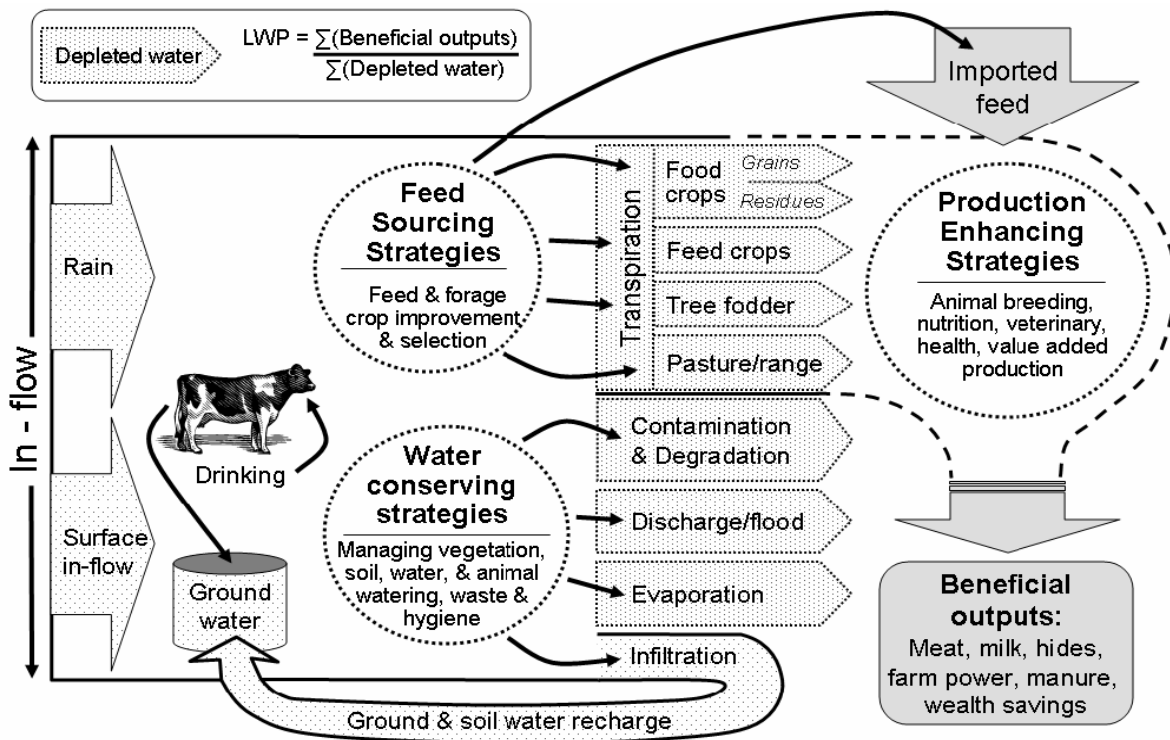 Depleted water
LWP = ∑(Beneficial outputs)
∑(Depleted water)
Imported
feed
In - flow
Rain
Surface
in-flow
Drinking
Ground
water
Feed
Sourcing
Strategies
Feed & forage
crop improvement
& selection
Water
conserving
strategies
Managing vegetation,
soil, water, & animal
watering, waste &
hygiene
Transpiration
Food
crops
Grains
Residues
Feed crops
Tree fodder
Pasture/range
Contamination
& Degradation
Discharge/flood
Evaporation
Infiltration
Ground & soil water recharge
Production
Enhancing
Strategies
Animal breeding,
nutrition, veterinary,
health, value added
production
Beneficial
outputs:
Meat, milk, hides,
farm power, manure,
wealth savings